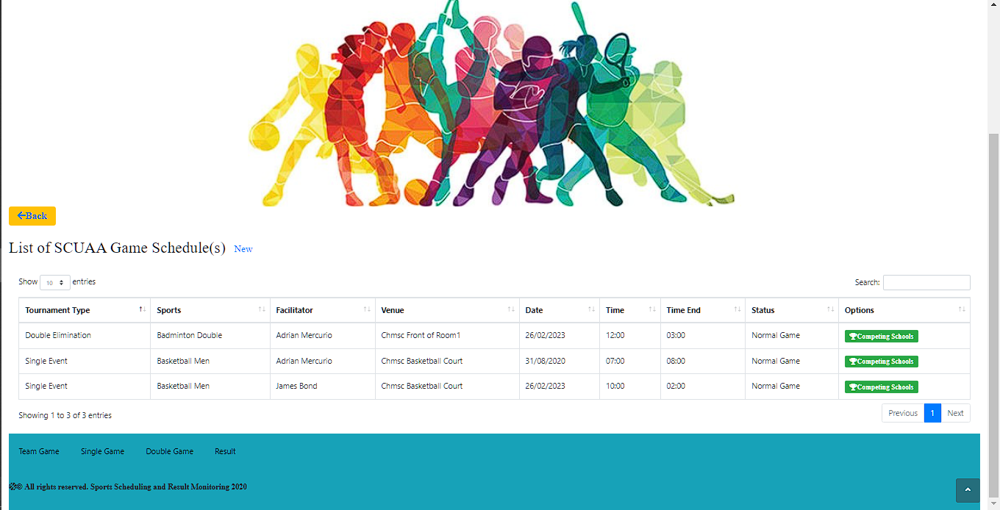 Back
List of SCUAA Game Schedule(s) New
Show 10 entries Search:
Tournament Type Sports Facilitator Venue Date Time Time End Status Options
Double Elimination Badminton Double Adrian Mercurio Chmsc Front of Room1 26/02/2023 12:00 03:00 Normal Game Competing Schools
Single Event Basketball Men Adrian Mercurio Chmsc Basketball Court 31/08/2020 07:00 08:00 Normal Game Competing Schools
Single Event Basketball Men James Bond Chmsc Basketball Court 26/02/2023 10:00 02:00 Normal Game Competing Schools
Showing 1 to 3 of 3 entries Previous 1 Next
Team Game Single Game Double Game Result
© All rights reserved. Sports Scheduling and Result Monitoring 2020